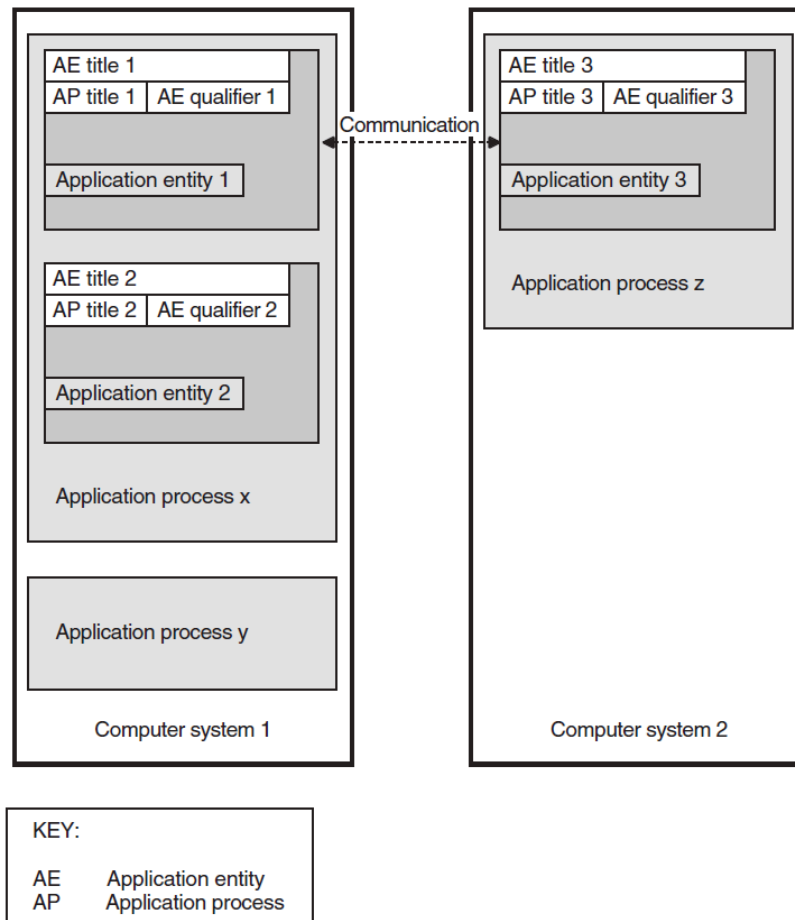 AE title 1
AP title 1 AE qualifier 1
Application entity 1
AE title 2
AP title 2 AE qualifier 2
Application entity 2
Application process x
Application process y
Computer system 1
Communication
AE title 3
AP title 3 AE qualifier 3
Application entity 3
Application process z
Computer system 2
KEY:
AE Application entity
AP Application process